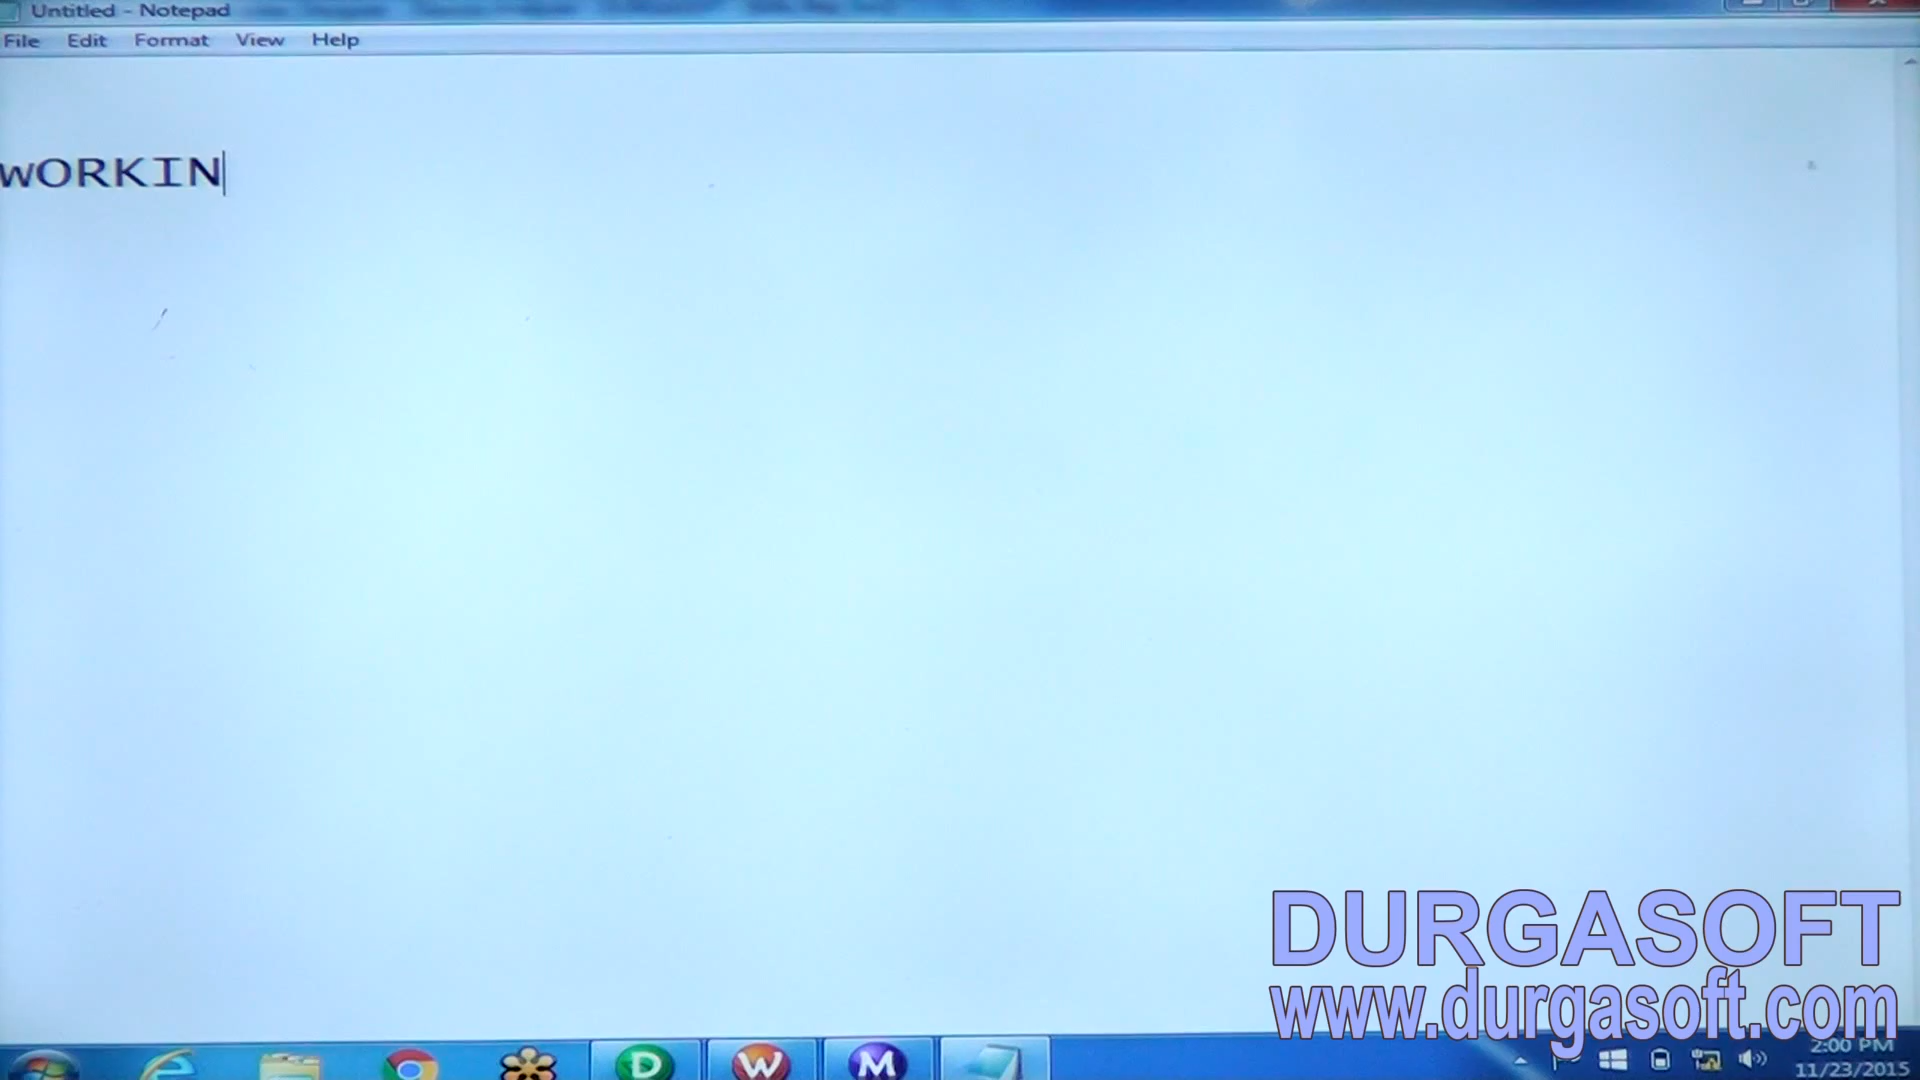 Untitled - Notepad
File Edit Format View Help
wORKIN
D W M
DURGASOFT
www.durgasoft.com
2:00 PM
11/23/2015